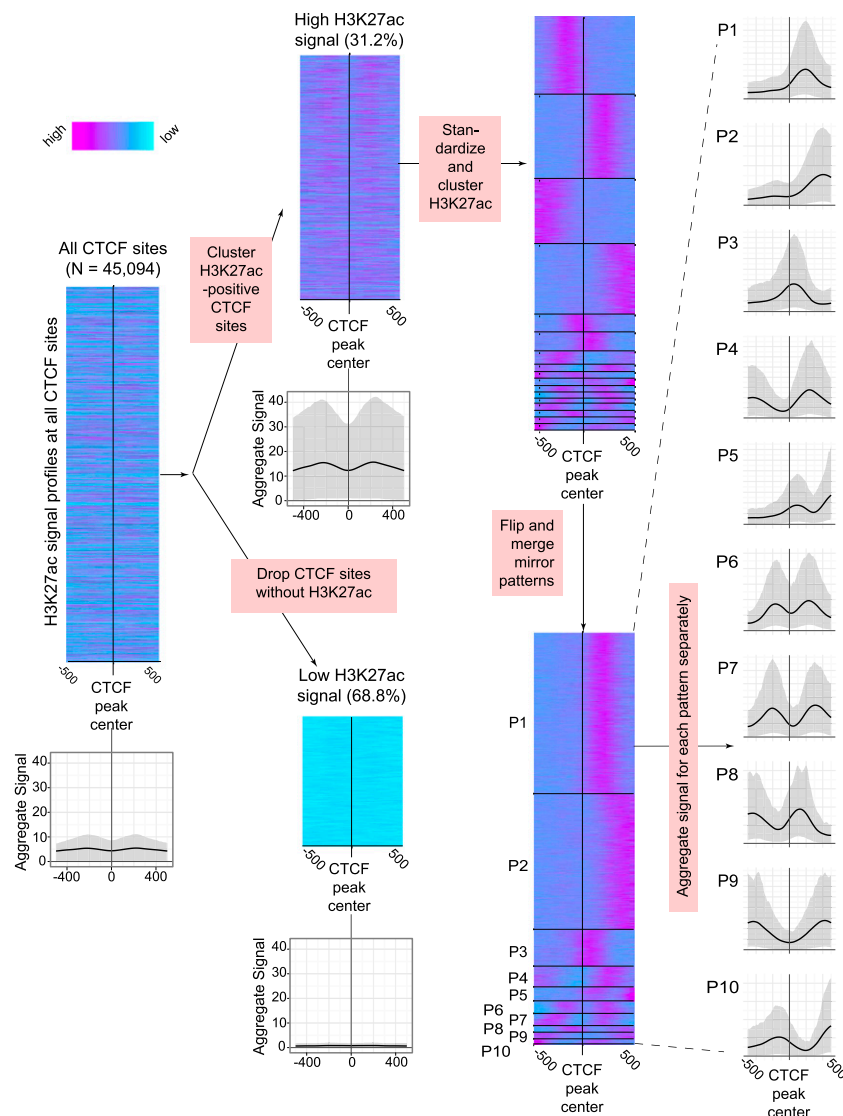 High H3K27ac
signal (31.2%)
high
low
All CTCF sites
(N = 45,094)
H3K27ac signal profiles at all CTCF sites
-500
500
CTCF
peak
center
Aggregate Signal
40
30
20
10
0
-400
0
400
Cluster
H3K27ac
-positive
CTCF
sites
-500
500
CTCF
peak
center
Aggregate Signal
40
30
20
10
0
-400
0
400
Drop CTCF sites
without H3K27ac
Low H3K27ac
signal (68.8%)
-500
500
CTCF
peak
center
Aggregate Signal
40
30
20
10
0
-400
0
400
Stan-
dardize
and
cluster
H3K27ac
-500
500
CTCF
peak
center
Flip and
merge
mirror
patterns
P1
P2
P3
P4
P5
P6
P7
P8
P9
P10
-500
500
CTCF
peak
center
Aggregate signal for each pattern separately
P1
P2
P3
P4
P5
P6
P7
P8
P9
P10
-500
500
CTCF
peak
center